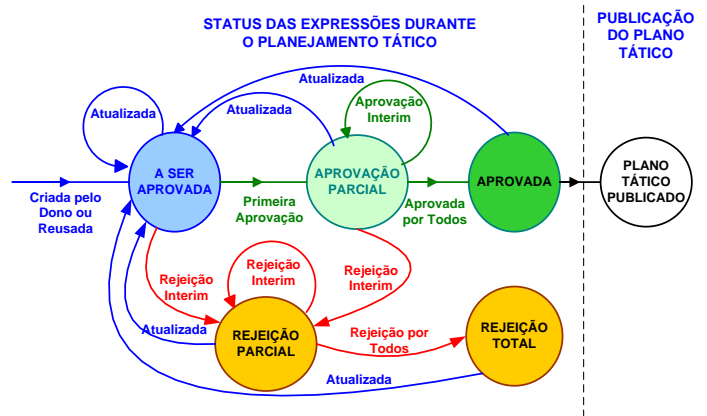 STATUS DAS EXPRESSÕES DURANTE
O PLANEJAMENTO TÁTICO
PUBLICAÇÃO
DO PLANO
TÁTICO
Atualizada
Atualizada
Atualizada
Aprovação
Interim
A SER
APROVADA
APROVAÇÃO
PARCIAL
APROVADA
PLANO
TÁTICO
PUBLICADO
Criada pelo
Dono ou
Reusada
Primeira
Aprovação
Aprovada
por Todos
Rejeição
Interim
Rejeição
Interim
Rejeição
Interim
Atualizada
REJEIÇÃO
PARCIAL
Rejeição por
Todos
REJEIÇÃO
TOTAL
Atualizada